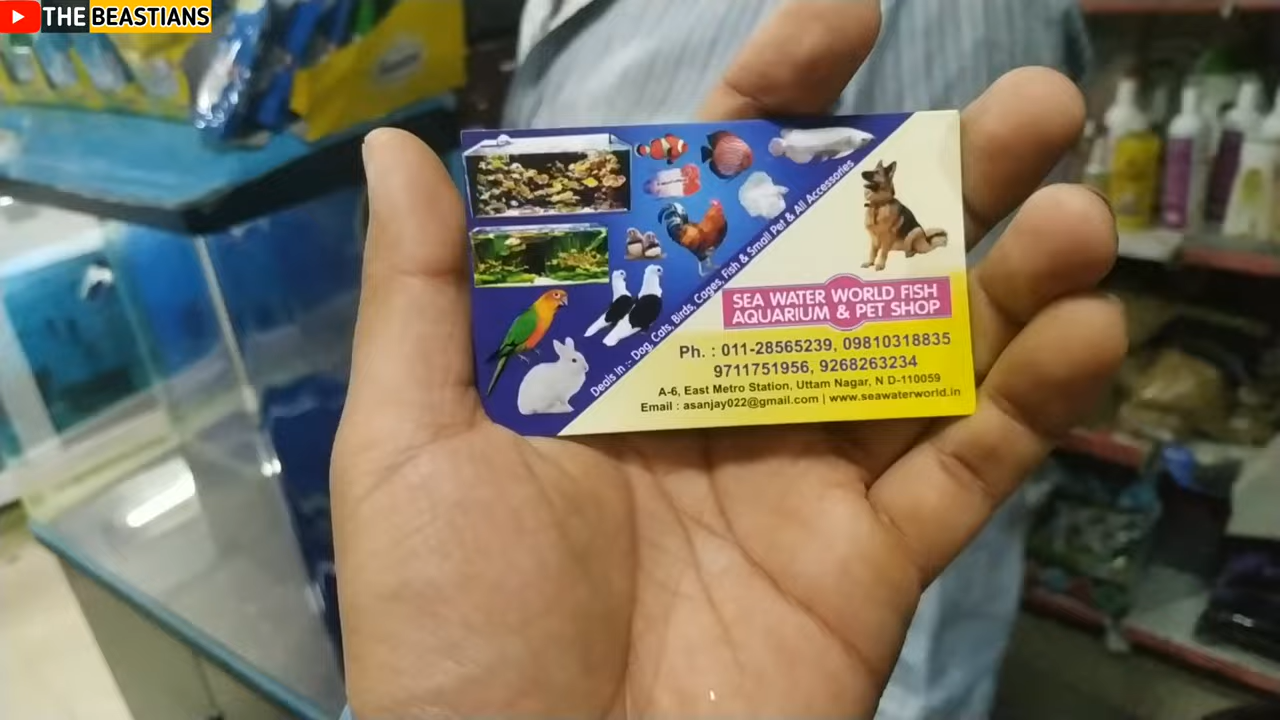 THE BEASTIANS
Deals in :- Dog, Cats, Birds, Cages, Fish & Small Pet & All Accessories
SEA WATER WORLD FISH
AQUARIUM & PET SHOP
Ph. : 011-28565239, 09810318835
9711751956, 9268263234
A-6, East Metro Station, Uttam Nagar, N D-110059
Email : asanjay022@gmail.com | www.seawaterworld.in